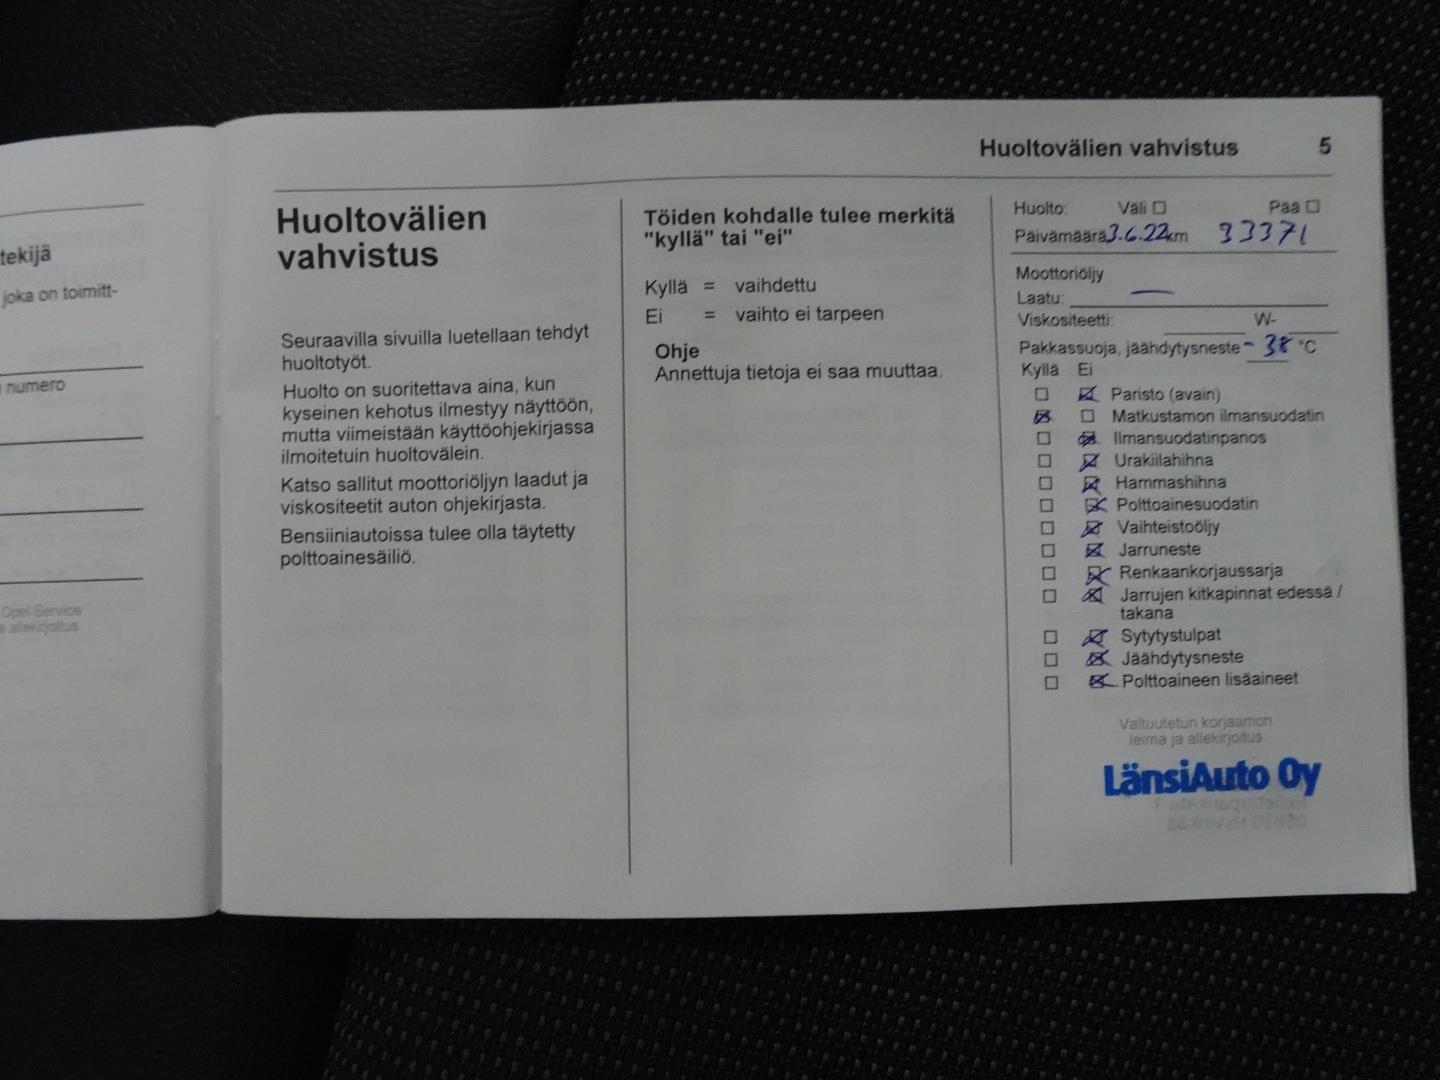 tekijä
joka on toimitt-
numero
Opel Service
a allekirjoitus
Huoltovälien vahvistus 5
Huoltovälien
vahvistus
Seuraavilla sivuilla luetellaan tehdyt
huoltotyöt.
Huolto on suoritettava aina, kun
kyseinen kehotus ilmestyy näyttöön,
mutta viimeistään käyttöohjekirjassa
ilmoitetuin huoltovälein.
Katso sallitut moottoriöljyn laadut ja
viskositeetit auton ohjekirjasta.
Bensiiniautoissa tulee olla täytetty
polttoainesäiliö.
Töiden kohdalle tulee merkitä
"kyllä" tai "ei"
Kyllä = vaihdettu
Ei = vaihto ei tarpeen
Ohje
Annettuja tietoja ei saa muuttaa.
Huolto: Väli ☐ Pää ☐
Päivämäärä 3.6.22 km 33371
Moottoriöljy
Laatu: —
Viskositeetti: W-
Pakkassuoja, jäähdytysneste - 38 °C
Kyllä Ei
☐ ☒ Paristo (avain)
☒ ☐ Matkustamon ilmansuodatin
☐ ☒ Ilmansuodatinpanos
☐ ☒ Urakiilahihna
☐ ☒ Hammashihna
☐ ☒ Polttoainesuodatin
☐ ☒ Vaihteistoöljy
☐ ☒ Jarruneste
☐ ☒ Renkaankorjaussarja
☐ ☒ Jarrujen kitkapinnat edessä /
takana
☐ ☒ Sytytystulpat
☐ ☒ Jäähdytysneste
☐ ☒ Polttoaineen lisäaineet
Valtuutetun korjaamon
leima ja allekirjoitus
LänsiAuto Oy